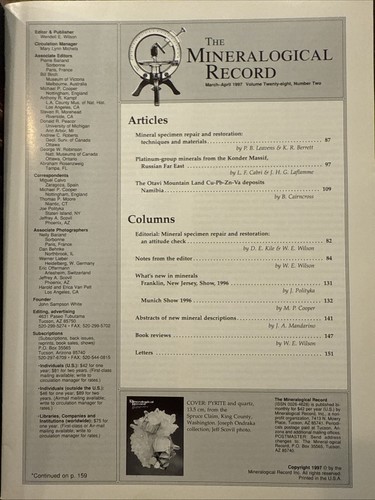 Editor & Publisher
Wendell E. Wilson
Circulation Manager
Mary Lynn Michela
Associate Editors
Pierre Bariand
Sorbonne
Paris, France
Bill Birch
Museum of Victoria
Melbourne, Australia
Michael P. Cooper
Nottingham, England
Anthony R. Kampf
L.A. County Mus. of Nat. Hist.
Los Angeles, CA
Steven R. Morehead
Riverside, CA
Donald R. Peacor
University of Michigan
Ann Arbor, MI
Andrew C. Roberts
Geol. Surv. of Canada
Ottawa
George W. Robinson
Natl. Museum of Canada
Ottawa, Ontario
Abraham Rosenzweig
Tampa, FL
Correspondents
Miguel Calvo
Zaragoza, Spain
Michael P. Cooper
Nottingham, England
Thomas P. Moore
Niantic, CT
Joe Polityka
Staten Island, NY
Jeffrey A. Scovil
Phoenix, AZ
Associate Photographers
Nelly Bariand
Sorbonne
Paris, France
Dan Behnke
Northbrook, IL
Werner Lieber
Heidelberg, W. Germany
Eric Offermann
Arlesheim, Switzerland
Jeffrey A. Scovil
Phoenix, AZ
Harold and Erica Van Pelt
Los Angeles, CA
Founder
John Sampson White
Editing, advertising
4631 Paseo Tubutama
Tucson, AZ 85750
520-299-5274 • FAX: 520-299-5702
Subscriptions
(Subscriptions, back issues,
reprints, book sales, shows)
P.O. Box 35565
Tucson, Arizona 85740
520-297-6709 • FAX: 520-544-0815
Individuals (U.S.): $42 for one
year; $81 for two years. (First class
mailing available; write to
circulation manager for rates.)
Individuals (outside the U.S.):
$46 for one year, $88 for two
years. (Airmail mailing available,
write to circulation manager
for rates.)
Libraries, Companies and
Institutions (worldwide): $75 for
one year. (First-class or Air-mail
mailing available; write to
circulation manager for rates.)
*Continued on p. 159
THE
MINERALOGICAL
RECORD
March–April 1997 Volume Twenty-eight, Number Two
Articles
Mineral specimen repair and restoration:
techniques and materials 87
by P. B. Leavens & K. R. Berrett
Platinum-group minerals from the Konder Massif,
Russian Far East 97
by L. J. Cabri & J. H. G. Laflamme
The Otavi Mountain Land Cu-Pb-Zn-Va deposits
Namibia 109
by B. Cairncross
Columns
Editorial: Mineral specimen repair and restoration:
an attitude check 82
by D. E. Kile & W. E. Wilson
Notes from the editor 84
by W. E. Wilson
What's new in minerals
Franklin, New Jersey, Show, 1996 131
by J. Polityka
Munich Show 1996 132
by M. P. Cooper
Abstracts of new mineral descriptions 141
by J. A. Mandarino
Book reviews 147
by W. E. Wilson
Letters 151
COVER: PYRITE and quartz,
13.5 cm, from the
Spruce Claim, King County,
Washington. Joseph Ondraka
collection; Jeff Scovil photo.
The Mineralogical Record
Copyright 1997 © by the
Mineralogical Record Inc. All rights reserved.
Printed in the U.S.A.